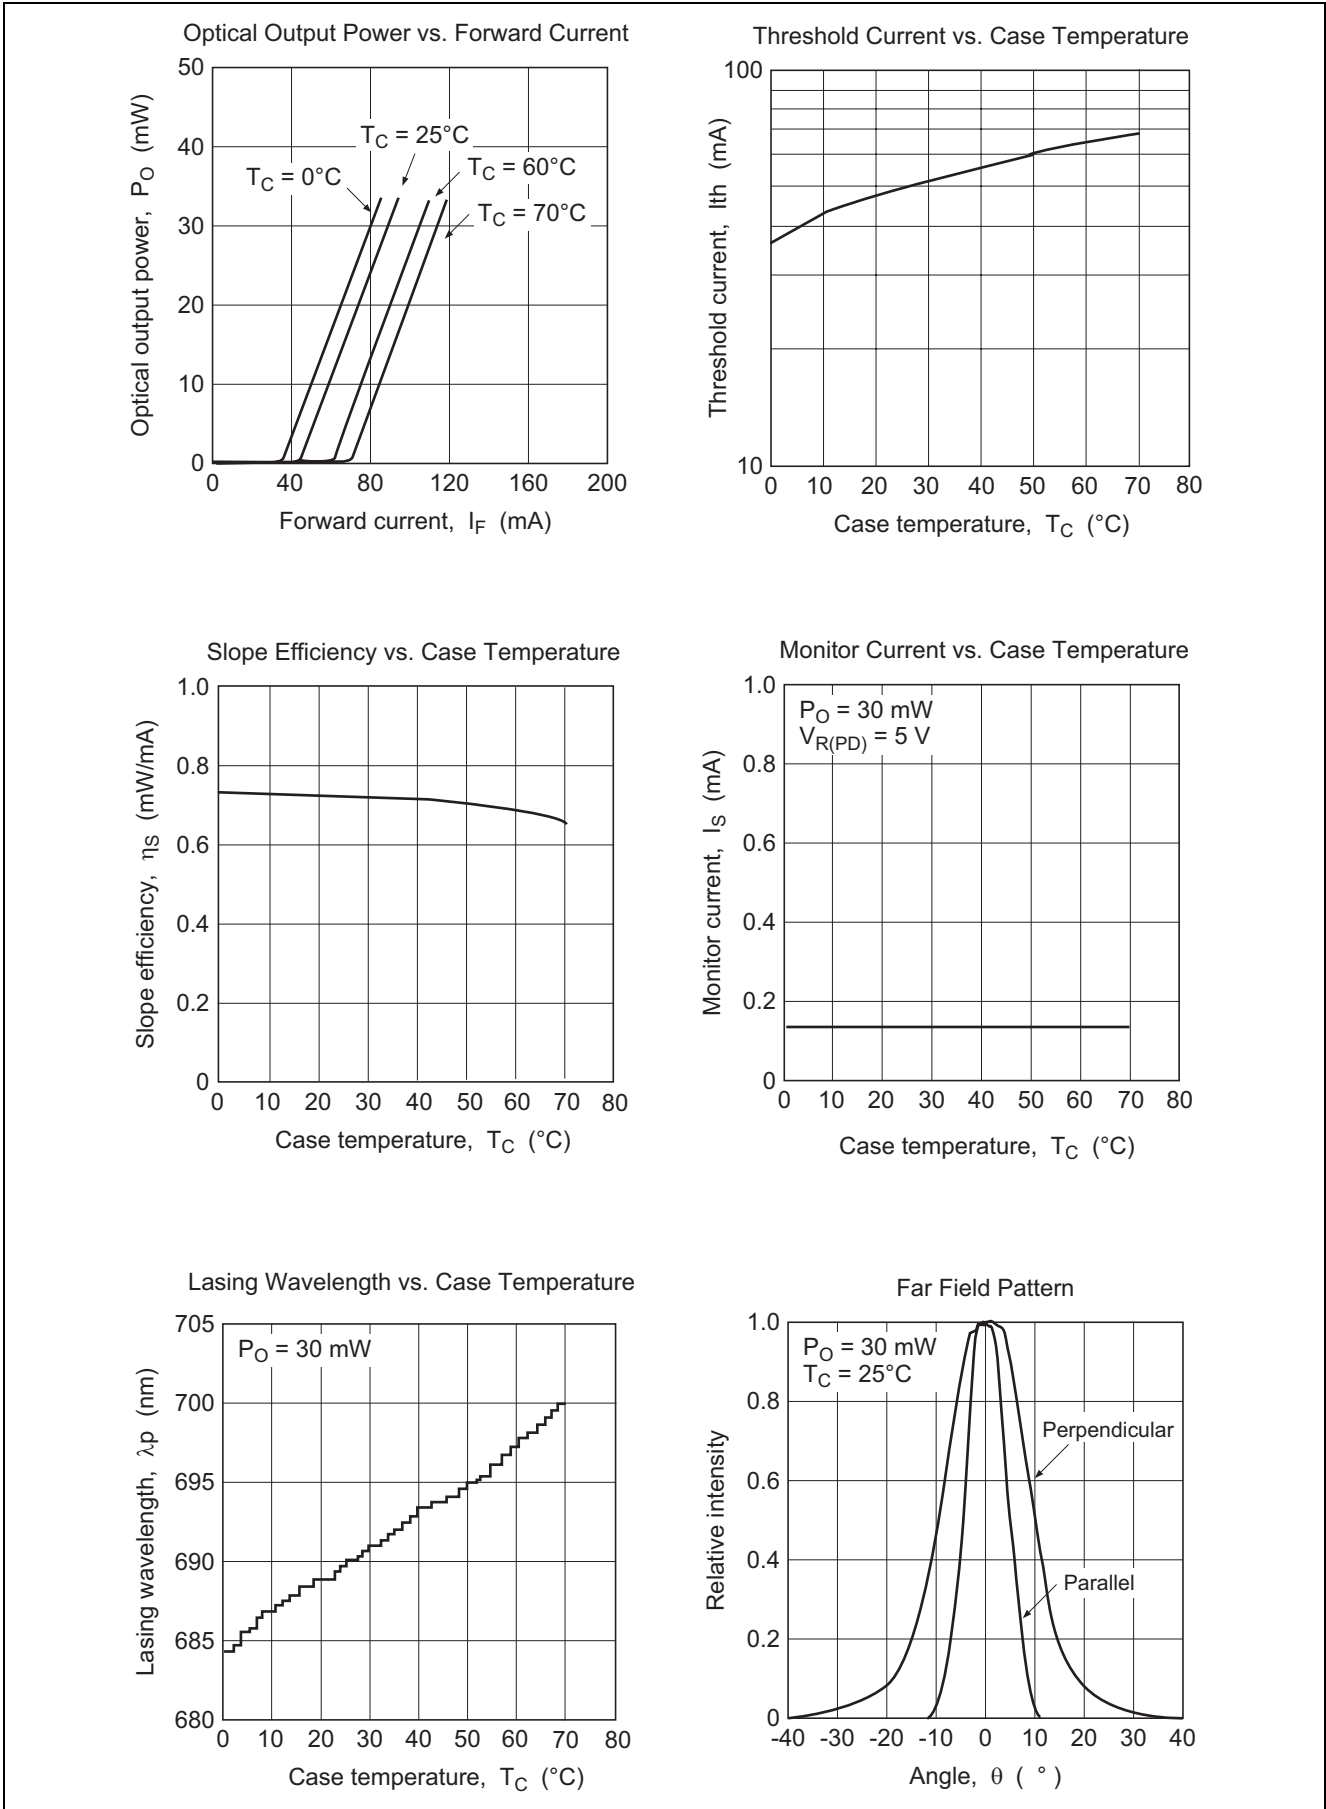 Optical Output Power vs. Forward Current
50
40
30
20
10
0
Optical output power, PO (mW)
TC = 25°C
TC = 0°C
TC = 60°C
TC = 70°C
0 40 80 120 160 200
Forward current, IF (mA)
Threshold Current vs. Case Temperature
100
10
Threshold current, Ith (mA)
0 10 20 30 40 50 60 70 80
Case temperature, TC (°C)
Slope Efficiency vs. Case Temperature
1.0
0.8
0.6
0.4
0.2
0
Slope efficiency, ηS (mW/mA)
0 10 20 30 40 50 60 70 80
Case temperature, TC (°C)
Monitor Current vs. Case Temperature
1.0
0.8
0.6
0.4
0.2
0
Monitor current, IS (mA)
PO = 30 mW
VR(PD) = 5 V
0 10 20 30 40 50 60 70 80
Case temperature, TC (°C)
Lasing Wavelength vs. Case Temperature
705
700
695
690
685
680
Lasing wavelength, λp (nm)
PO = 30 mW
0 10 20 30 40 50 60 70 80
Case temperature, TC (°C)
Far Field Pattern
1.0
0.8
0.6
0.4
0.2
0
Relative intensity
PO = 30 mW
TC = 25°C
Perpendicular
Parallel
-40 -30 -20 -10 0 10 20 30 40
Angle, θ ( ° )